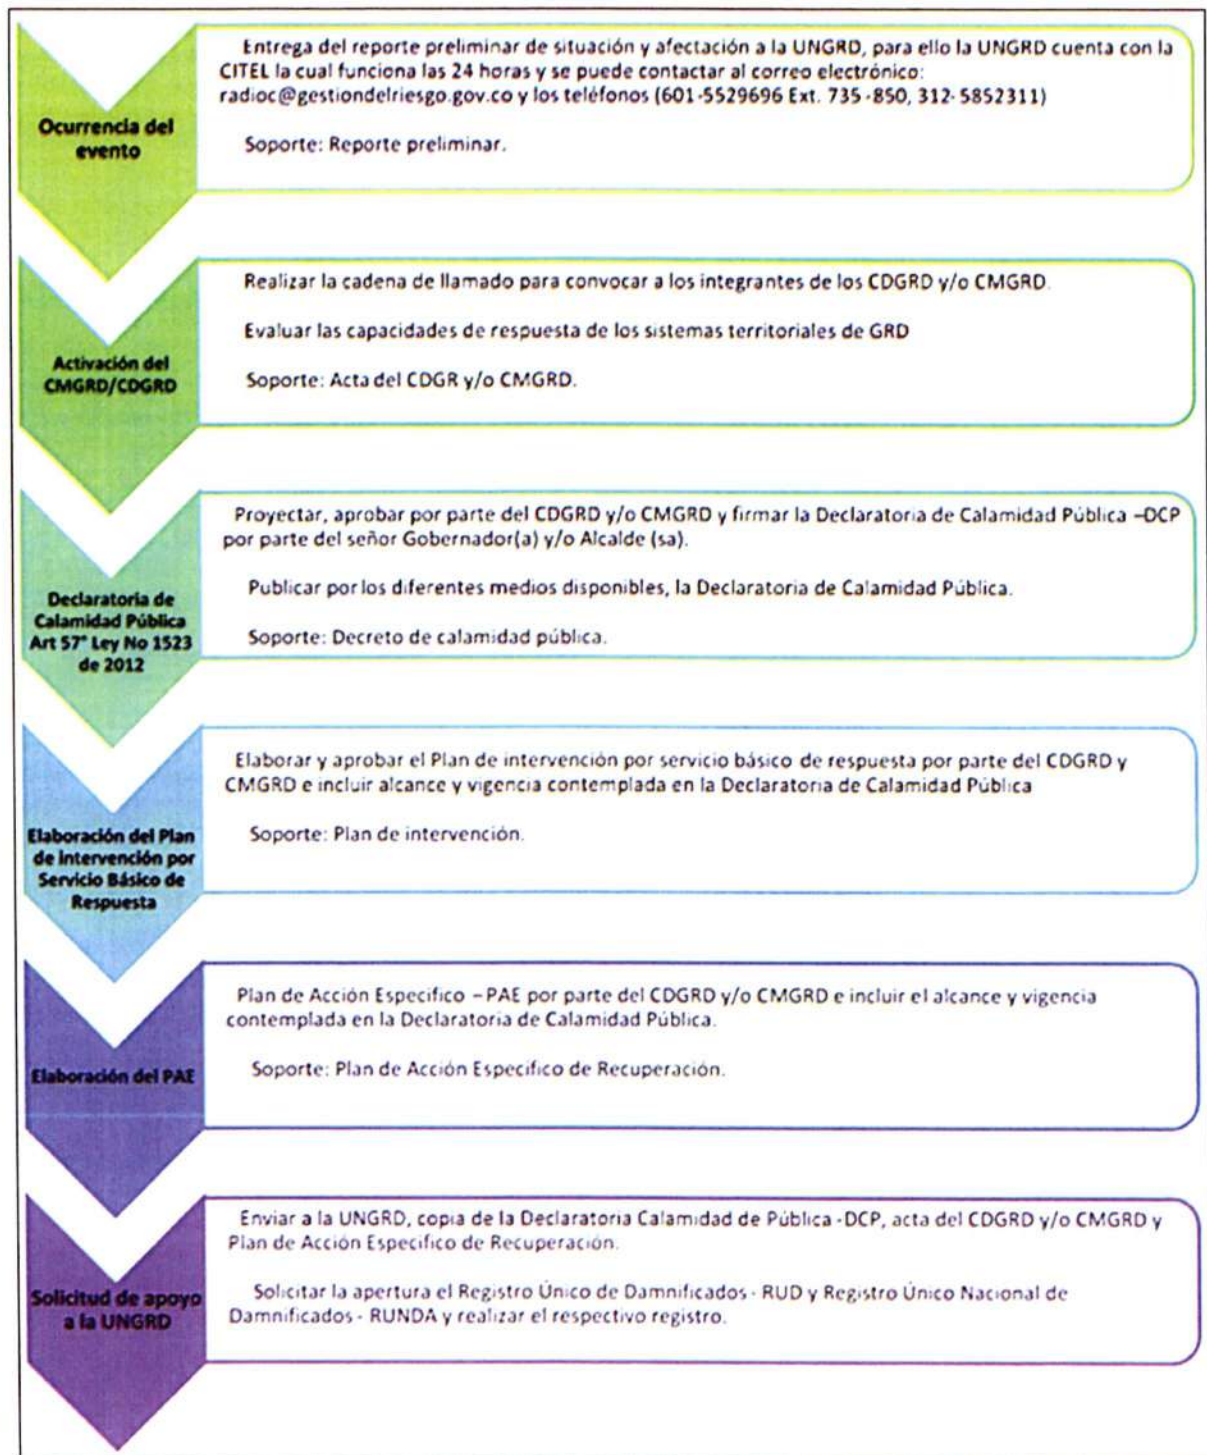 Ocurrencia del
evento
Entrega del reporte preliminar de situación y afectación a la UNGRD, para ello la UNGRD cuenta con la
CITEL la cual funciona las 24 horas y se puede contactar al correo electrónico:
radioc@gestiondelriesgo.gov.co y los teléfonos (601-5529696 Ext. 735 -850, 312- 5852311)
Soporte: Reporte preliminar.
Activación del
CMGRD/CDGRD
Realizar la cadena de llamado para convocar a los integrantes de los CDGRD y/o CMGRD.
Evaluar las capacidades de respuesta de los sistemas territoriales de GRD
Soporte: Acta del CDGR y/o CMGRD.
Declaratoria de
Calamidad Pública
Art 57° Ley No 1523
de 2012
Proyectar, aprobar por parte del CDGRD y/o CMGRD y firmar la Declaratoria de Calamidad Pública –DCP
por parte del señor Gobernador(a) y/o Alcalde (sa).
Publicar por los diferentes medios disponibles, la Declaratoria de Calamidad Pública.
Soporte: Decreto de calamidad pública.
Elaboración del Plan
de intervención por
Servicio Básico de
Respuesta
Elaborar y aprobar el Plan de intervención por servicio básico de respuesta por parte del CDGRD y
CMGRD e incluir alcance y vigencia contemplada en la Declaratoria de Calamidad Pública
Soporte: Plan de intervención.
Elaboración del PAE
Plan de Acción Especifico – PAE por parte del CDGRD y/o CMGRD e incluir el alcance y vigencia
contemplada en la Declaratoria de Calamidad Pública.
Soporte: Plan de Acción Especifico de Recuperación.
Solicitud de apoyo
a la UNGRD
Enviar a la UNGRD, copia de la Declaratoria Calamidad de Pública -DCP, acta del CDGRD y/o CMGRD y
Plan de Acción Especifico de Recuperación.
Solicitar la apertura el Registro Único de Damnificados - RUD y Registro Único Nacional de
Damnificados - RUNDA y realizar el respectivo registro.